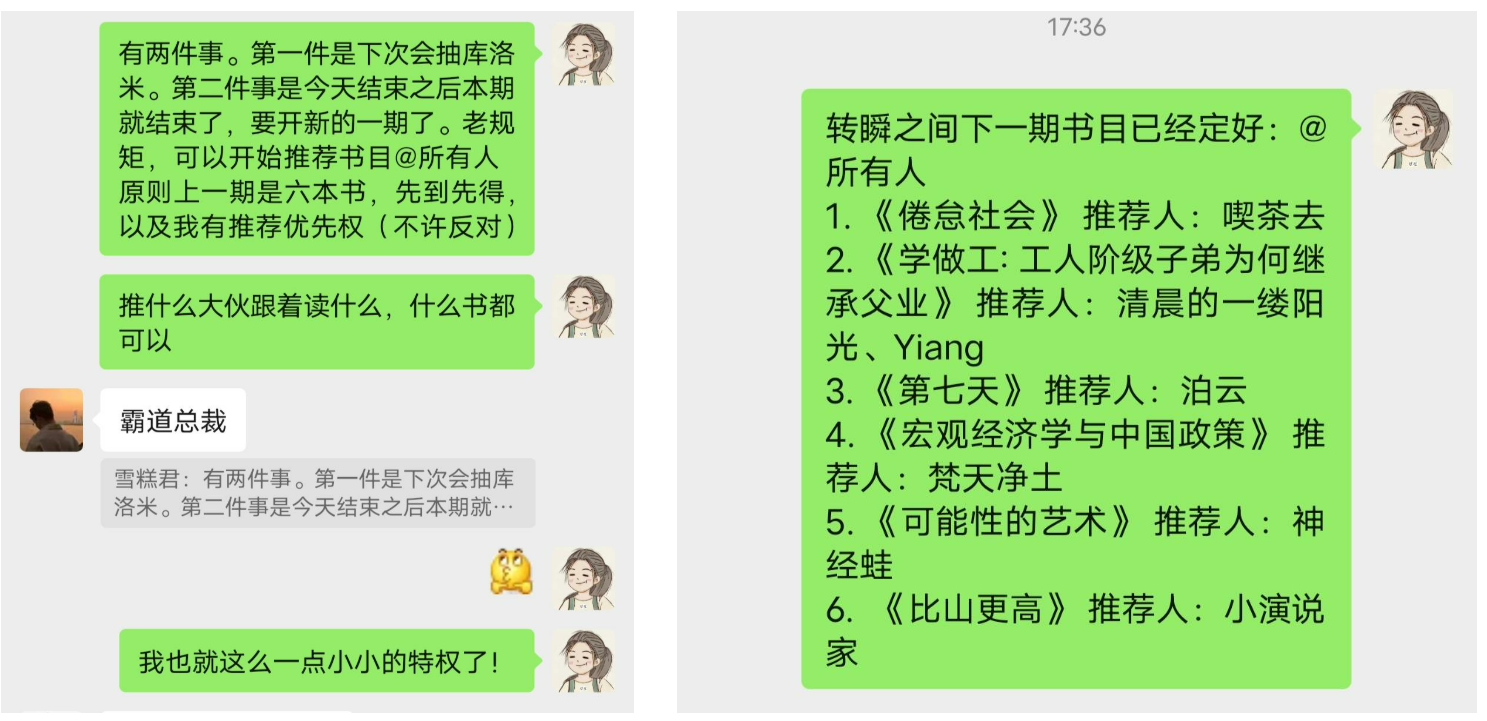 有两件事。第一件是下次会抽库洛
米。第二件事是今天结束之后本期
就结束了，要开新的一期了。老规
矩，可以开始推荐书目@所有人
原则上一期是六本书，先到先得，
以及我有推荐优先权（不许反对）
推什么大伙跟着读什么，什么书都
可以
霸道总裁
雪糕君：有两件事。第一件是下次会抽库
洛米。第二件事是今天结束之后本期就…
我也就这么一点小小的特权了！
17:36
转瞬之间下一期书目已经定好：@
所有人
1. 《倦怠社会》 推荐人：喫茶去
2. 《学做工: 工人阶级子弟为何继
承父业》 推荐人：清晨的一缕阳
光、Yiang
3. 《第七天》 推荐人：泊云
4. 《宏观经济学与中国政策》 推
荐人：梵天净土
5. 《可能性的艺术》 推荐人：神
经蛙
6. 《比山更高》 推荐人：小演说
家